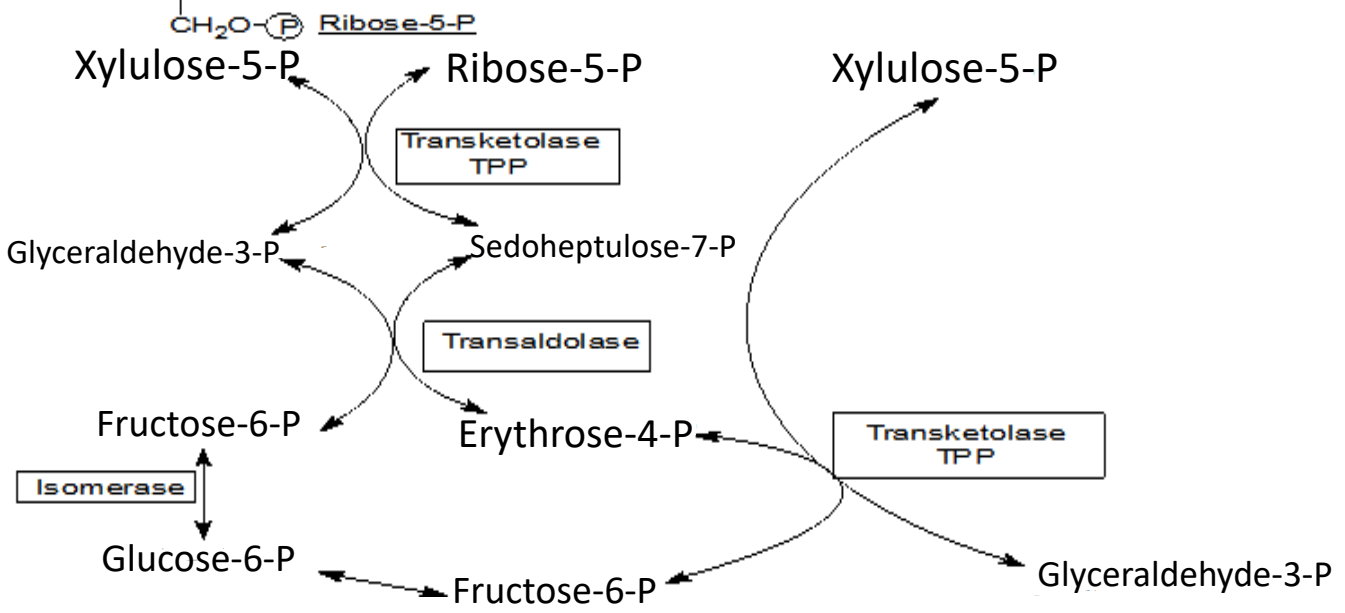 CH₂O-Ⓟ Ribose-5-P
Xylulose-5-P Ribose-5-P Xylulose-5-P
Transketolase
TPP
Glyceraldehyde-3-P Sedoheptulose-7-P
Transaldolase
Fructose-6-P Erythrose-4-P
Transketolase
TPP
Isomerase
Glucose-6-P Fructose-6-P Glyceraldehyde-3-P